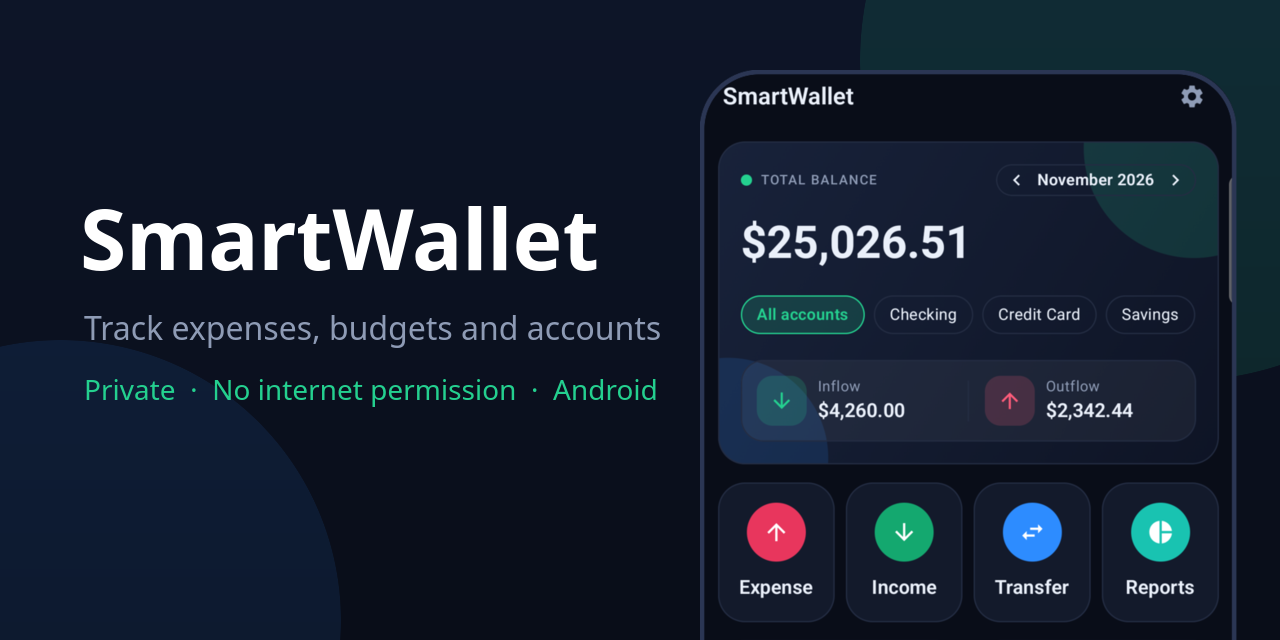 SmartWallet
Track expenses, budgets and accounts
Private · No internet permission · Android
SmartWallet
TOTAL BALANCE
November 2026
$25,026.51
All accounts
Checking
Credit Card
Savings
Inflow
$4,260.00
Outflow
$2,342.44
Expense
Income
Transfer
Reports